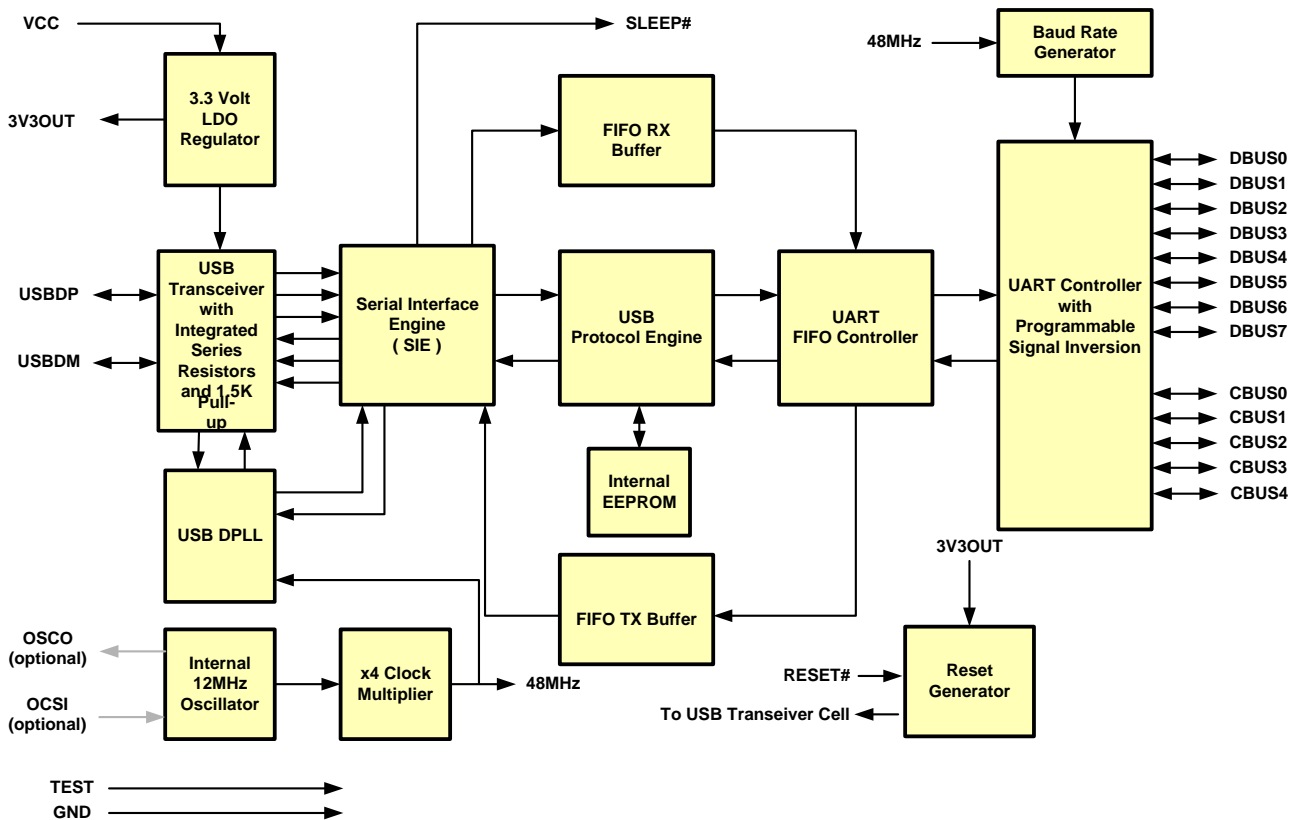 VCC
SLEEP#
48MHz
Baud Rate
Generator
3.3 Volt
LDO
Regulator
3V3OUT
FIFO RX
Buffer
DBUS0
DBUS1
DBUS2
DBUS3
DBUS4
DBUS5
DBUS6
DBUS7
CBUS0
CBUS1
CBUS2
CBUS3
CBUS4
UART Controller
with
Programmable
Signal Inversion
USBDP
USBDM
USB
Transceiver
with
Integrated
Series
Resistors
and 1.5K
Pull-
up
Serial Interface
Engine
( SIE )
USB
Protocol Engine
UART
FIFO Controller
Internal
EEPROM
USB DPLL
3V3OUT
FIFO TX Buffer
OSCO
(optional)
OCSI
(optional)
Internal
12MHz
Oscillator
x4 Clock
Multiplier
48MHz
RESET#
Reset
Generator
To USB Transeiver Cell
TEST
GND